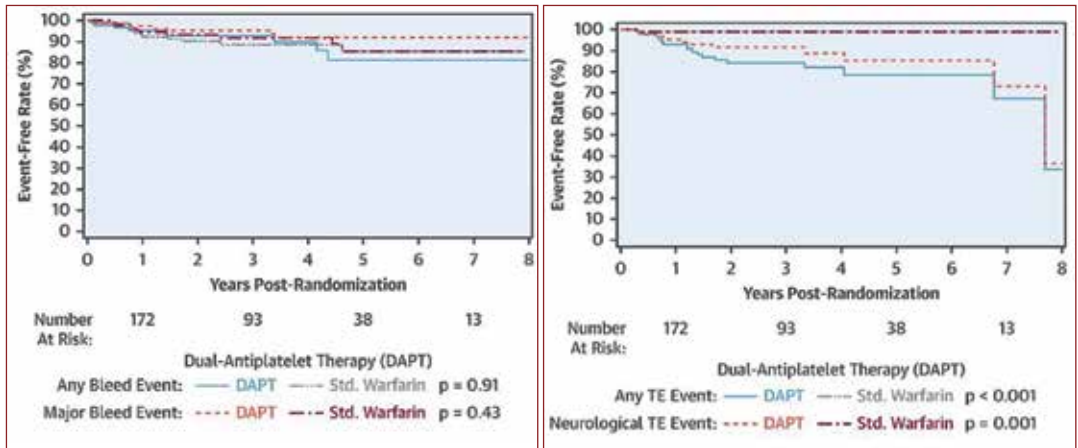 Event-Free Rate (%)
100
90
80
70
60
50
40
30
20
10
0
0 1 2 3 4 5 6 7 8
Years Post-Randomization
Number At Risk: 172 93 38 13
Dual-Antiplatelet Therapy (DAPT)
Any Bleed Event: DAPT Std. Warfarin p = 0.91
Major Bleed Event: DAPT Std. Warfarin p = 0.43
Event-Free Rate (%)
100
90
80
70
60
50
40
30
20
10
0
0 1 2 3 4 5 6 7 8
Years Post-Randomization
Number At Risk: 172 93 38 13
Dual-Antiplatelet Therapy (DAPT)
Any TE Event: DAPT Std. Warfarin p < 0.001
Neurological TE Event: DAPT Std. Warfarin p = 0.001